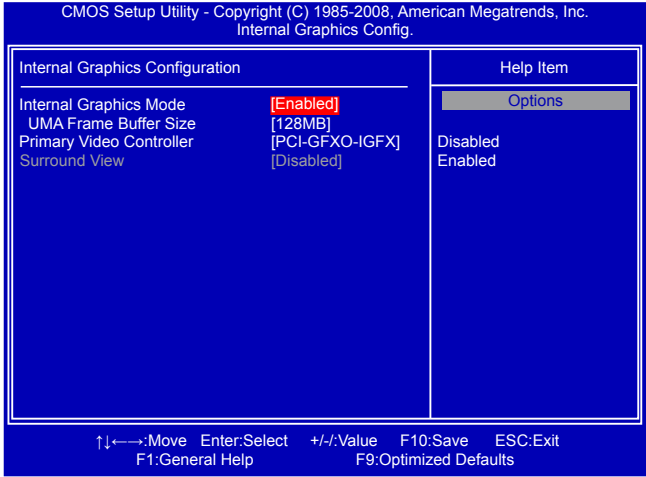 CMOS Setup Utility - Copyright (C) 1985-2008, American Megatrends, Inc.
Internal Graphics Config.
Internal Graphics Configuration
Help Item
Internal Graphics Mode [Enabled]
Options
UMA Frame Buffer Size [128MB]
Primary Video Controller [PCI-GFXO-IGFX]
Disabled
Surround View [Disabled]
Enabled
↑↓←→:Move Enter:Select +/-/:Value F10:Save ESC:Exit
F1:General Help F9:Optimized Defaults